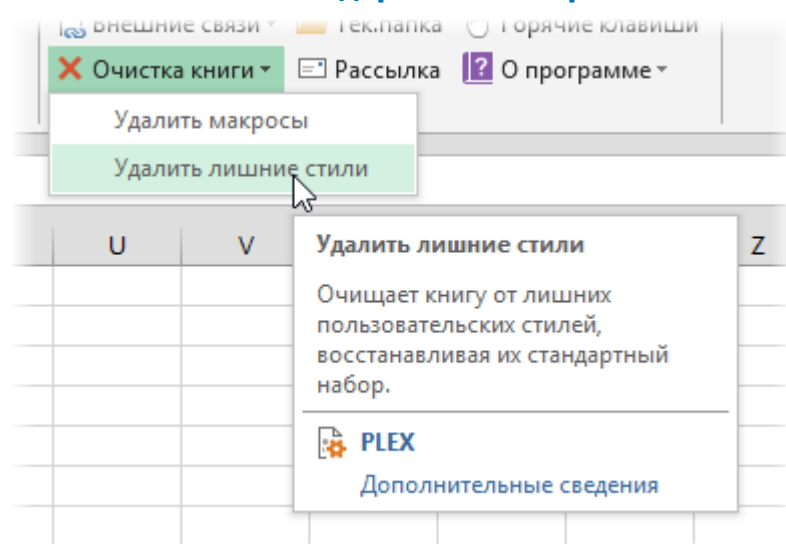 Внешние связи Тек.папка Горячие клавиши
Очистка книги Рассылка О программе
Удалить макросы
Удалить лишние стили
U V Z
Удалить лишние стили
Очищает книгу от лишних
пользовательских стилей,
восстанавливая их стандартный
набор.
PLEX
Дополнительные сведения